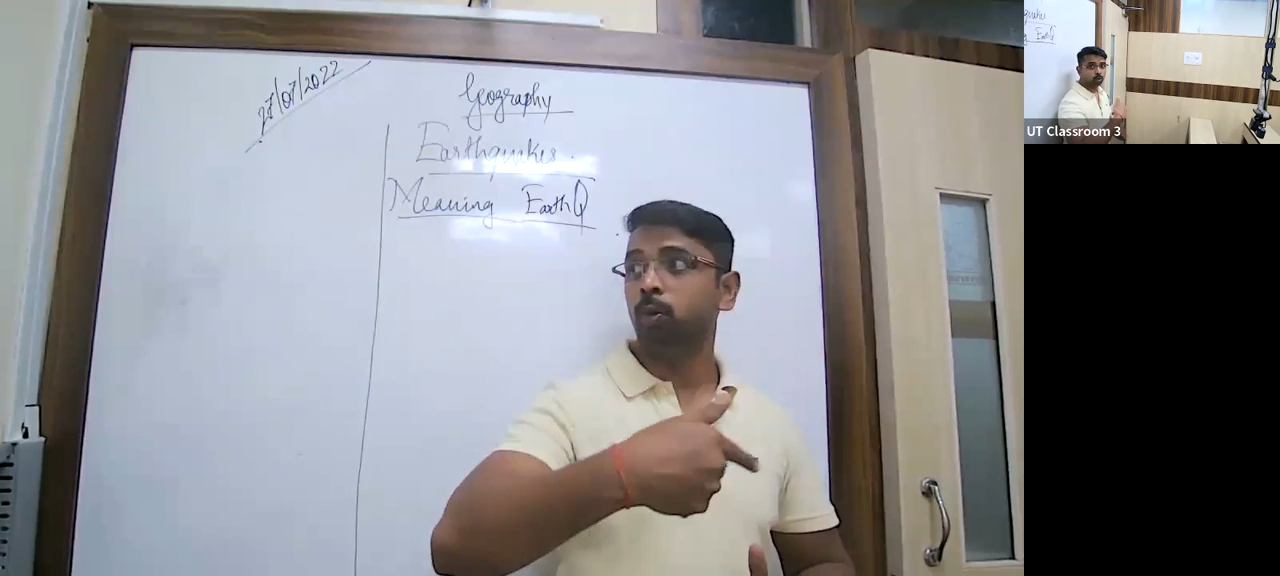 27/07/2022
Geography
Earthquakes.
Meaning EarthQ
UT Classroom 3